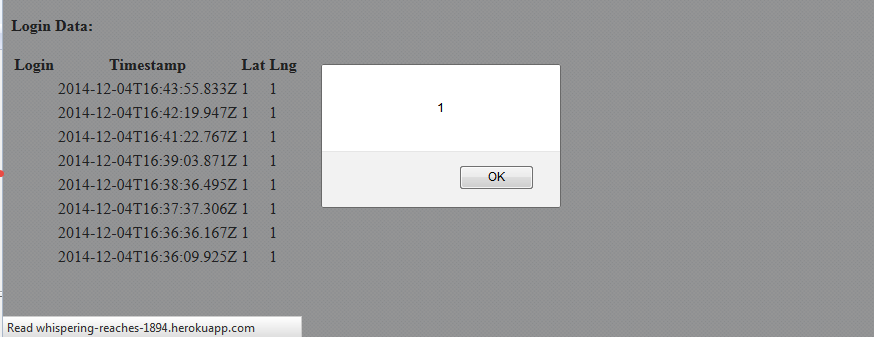 Login Data:
Login Timestamp Lat Lng
2014-12-04T16:43:55.833Z 1 1
2014-12-04T16:42:19.947Z 1 1
2014-12-04T16:41:22.767Z 1 1
2014-12-04T16:39:03.871Z 1 1
2014-12-04T16:38:36.495Z 1 1
2014-12-04T16:37:37.306Z 1 1
2014-12-04T16:36:36.167Z 1 1
2014-12-04T16:36:09.925Z 1 1
1
OK
Read whispering-reaches-1894.herokuapp.com